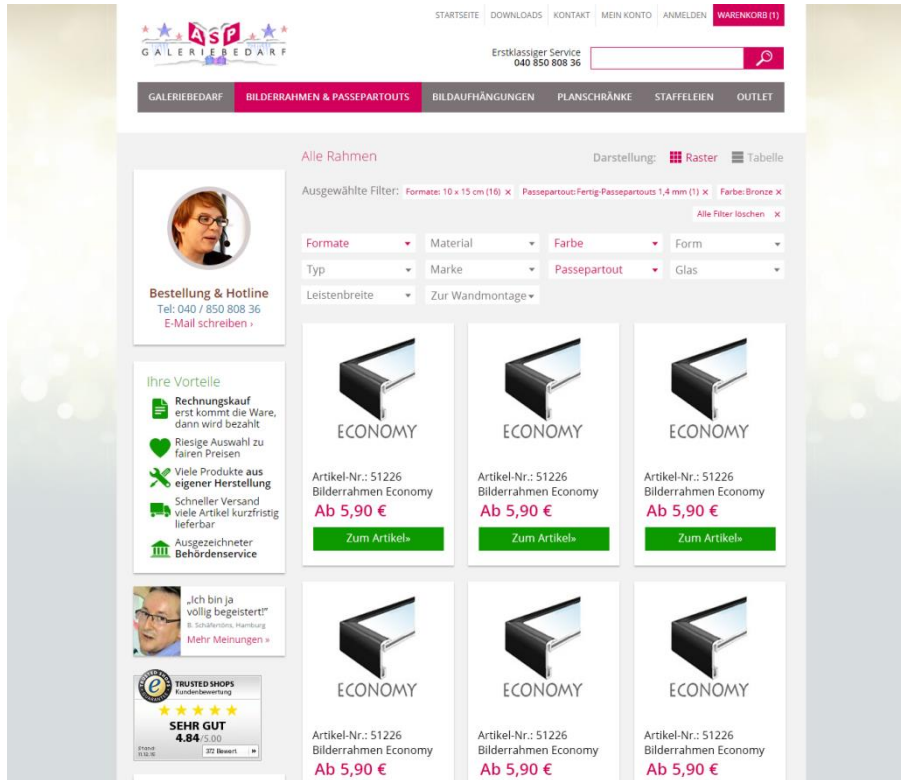 STARTSEITE DOWNLOADS KONTAKT MEIN KONTO ANMELDEN WARENKORB (1)
ASP
GALERIEBEDARF
Erstklassiger Service
040 850 808 36
GALERIEBEDARF BILDERRAHMEN & PASSEPARTOUTS BILDAUFHÄNGUNGEN PLANSCHRÄNKE STAFFELEIEN OUTLET
Alle Rahmen
Darstellung: Raster Tabelle
Ausgewählte Filter: Formate: 10 x 15 cm (16) x Passepartout:Fertig-Passepartouts 1,4 mm (1) x Farbe: Bronze x
Alle Filter löschen x
Formate Material Farbe Form
Typ Marke Passepartout Glas
Leistenbreite Zur Wandmontage
Bestellung & Hotline
Tel: 040 / 850 808 36
E-Mail schreiben ›
Ihre Vorteile
Rechnungskauf
erst kommt die Ware,
dann wird bezahlt
Riesige Auswahl zu
fairen Preisen
Viele Produkte aus
eigener Herstellung
Schneller Versand
viele Artikel kurzfristig
lieferbar
Ausgezeichneter
Behördenservice
„Ich bin ja
völlig begeistert!"
B. Schäfertöns, Hamburg
Mehr Meinungen »
TRUSTED SHOPS
Kundenbewertung
SEHR GUT
4.84/5.00
Stand:
11.12.15
372 Bewert
ECONOMY ECONOMY ECONOMY
Artikel-Nr.: 51226 Artikel-Nr.: 51226 Artikel-Nr.: 51226
Bilderrahmen Economy Bilderrahmen Economy Bilderrahmen Economy
Ab 5,90 € Ab 5,90 € Ab 5,90 €
Zum Artikel» Zum Artikel» Zum Artikel»
ECONOMY ECONOMY ECONOMY
Artikel-Nr.: 51226 Artikel-Nr.: 51226 Artikel-Nr.: 51226
Bilderrahmen Economy Bilderrahmen Economy Bilderrahmen Economy
Ab 5,90 € Ab 5,90 € Ab 5,90 €